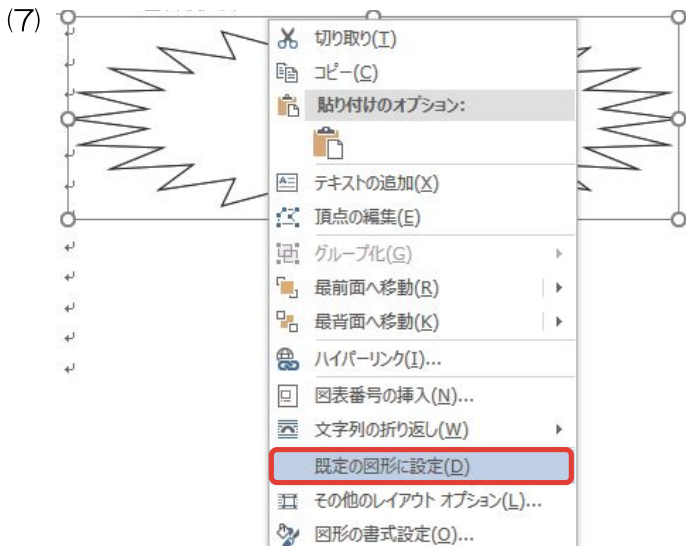 (7)
切り取り(T)
コピー(C)
貼り付けのオプション:
テキストの追加(X)
頂点の編集(E)
グループ化(G)
最前面へ移動(R)
最背面へ移動(K)
ハイパーリンク(I)...
図表番号の挿入(N)...
文字列の折り返し(W)
既定の図形に設定(D)
その他のレイアウト オプション(L)...
図形の書式設定(O)...